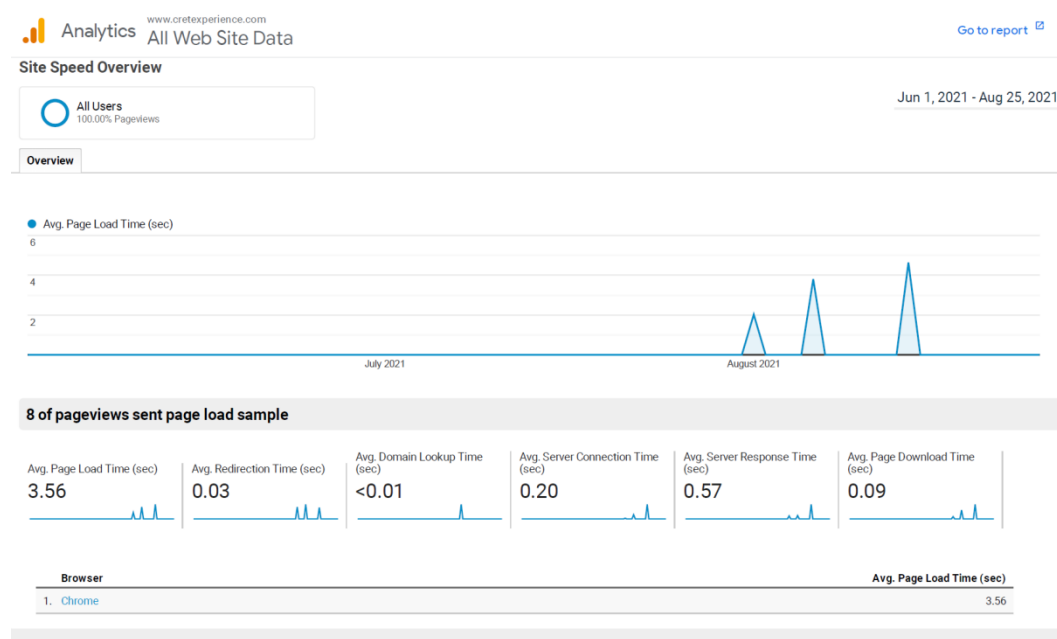 www.cretexperience.com
Analytics All Web Site Data
Go to report
Site Speed Overview
All Users
100.00% Pageviews
Jun 1, 2021 - Aug 25, 2021
Overview
Avg. Page Load Time (sec)
6
4
2
July 2021 August 2021
8 of pageviews sent page load sample
Avg. Page Load Time (sec)
3.56
Avg. Redirection Time (sec)
0.03
Avg. Domain Lookup Time
(sec)
<0.01
Avg. Server Connection Time
(sec)
0.20
Avg. Server Response Time
(sec)
0.57
Avg. Page Download Time
(sec)
0.09
Browser Avg. Page Load Time (sec)
1. Chrome 3.56